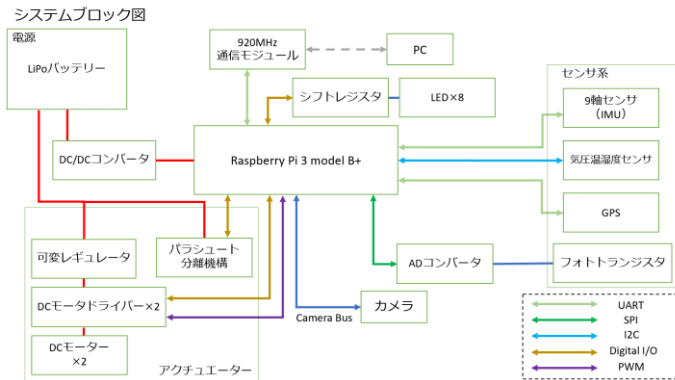 システムブロック図
電源
LiPoバッテリー
920MHz
通信モジュール
PC
シフトレジスタ
LED×8
センサ系
9軸センサ
(IMU)
DC/DCコンバータ
Raspberry Pi 3 model B+
気圧温湿度センサ
GPS
可変レギュレータ
パラシュート
分離機構
ADコンバータ
フォトトランジスタ
DCモータドライバー×2
カメラ
Camera Bus
DCモーター
×2
アクチュエーター
UART
SPI
I2C
Digital I/O
PWM